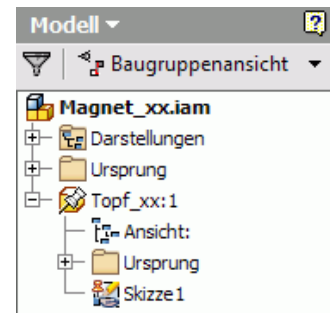 Modell
Baugruppenansicht
Magnet_xx.iam
Darstellungen
Ursprung
Topf_xx:1
Ansicht:
Ursprung
Skizze1